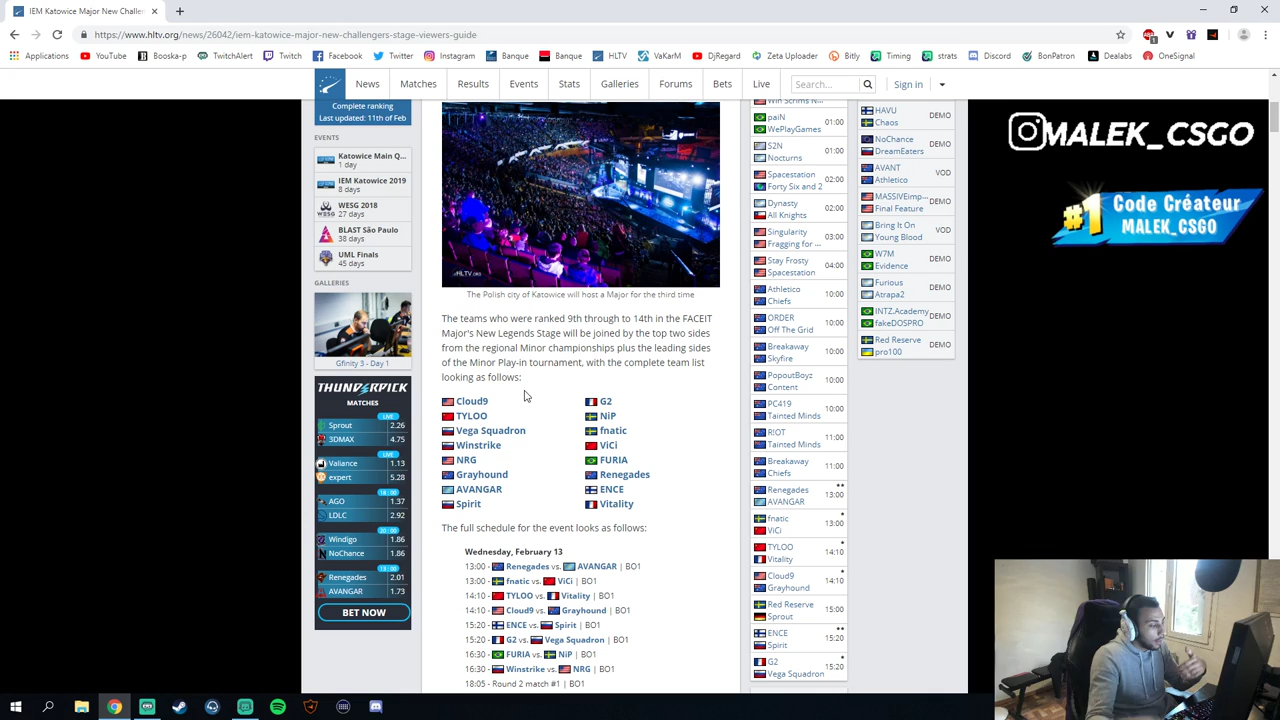 IEM Katowice Major New Challen
https://www.hltv.org/news/26042/iem-katowice-major-new-challengers-stage-viewers-guide
Applications YouTube Booska-p TwitchAlert Twitch Facebook Twitter Instagram Banque Banque HLTV VaKarM DjRegard Zeta Uploader Bitly Timing strats Discord BonPatron Dealabs OneSignal
News Matches Results Events Stats Galleries Forums Bets Live Search... Sign in
Complete ranking
Last updated: 11th of Feb
EVENTS
Katowice Main Q...
1 day
IEM Katowice 2019
8 days
WESG 2018
27 days
BLAST São Paulo
38 days
UML Finals
45 days
GALLERIES
Gfinity 3 - Day 1
THUNDERPICK
MATCHES
LIVE
Sprout 2.26
3DMAX 4.75
LIVE
Valiance 1.13
expert 5.28
18:00
AGO 1.37
LDLC 2.92
20:00
Windigo 1.86
NoChance 1.86
13:00
Renegades 2.01
AVANGAR 1.73
BET NOW
HLTV.ORG
The Polish city of Katowice will host a Major for the third time
The teams who were ranked 9th through to 14th in the FACEIT
Major's New Legends Stage will be joined by the top two sides
from the regional Minor championships plus the leading sides
of the Minor Play-in tournament, with the complete team list
looking as follows:
Cloud9 G2
TYLOO NiP
Vega Squadron fnatic
Winstrike ViCi
NRG FURIA
Grayhound Renegades
AVANGAR ENCE
Spirit Vitality
The full schedule for the event looks as follows:
Wednesday, February 13
13:00 - Renegades vs. AVANGAR | BO1
13:00 - fnatic vs. ViCi | BO1
14:10 - TYLOO vs. Vitality | BO1
14:10 - Cloud9 vs. Grayhound | BO1
15:20 - ENCE vs. Spirit | BO1
15:20 - G2 vs. Vega Squadron | BO1
16:30 - FURIA vs. NiP | BO1
16:30 - Winstrike vs. NRG | BO1
18:05 - Round 2 match #1 | BO1
Win Scrims N...
paiN
WePlayGames 01:00
S2N
Nocturns 01:00
Spacestation
Forty Six and 2 02:00
Dynasty
All Knights 02:00
Singularity
Fragging for ... 03:00
Stay Frosty
Spacestation 04:00
Athletico
Chiefs 10:00
ORDER
Off The Grid 10:00
Breakaway
Skyfire 10:00
PopoutBoyz
Content 10:00
PC419
Tainted Minds 10:00
R!OT
Tainted Minds 11:00
Breakaway
Chiefs 11:00
Renegades
AVANGAR 13:00
fnatic
ViCi 13:00
TYLOO
Vitality 14:10
Cloud9
Grayhound 14:10
Red Reserve
Sprout 15:00
ENCE
Spirit 15:20
G2
Vega Squadron 15:20
HAVU
Chaos DEMO
NoChance
DreamEaters DEMO
AVANT
Athletico VOD
MASSIVEimp...
Final Feature DEMO
Bring It On
Young Blood VOD
W7M
Evidence DEMO
Furious
Atrapa2 DEMO
INTZ.Academy
fakeDOSPRO DEMO
Red Reserve
pro100 DEMO
MALEK_CSGO
#1 Code Créateur
MALEK_CSGO